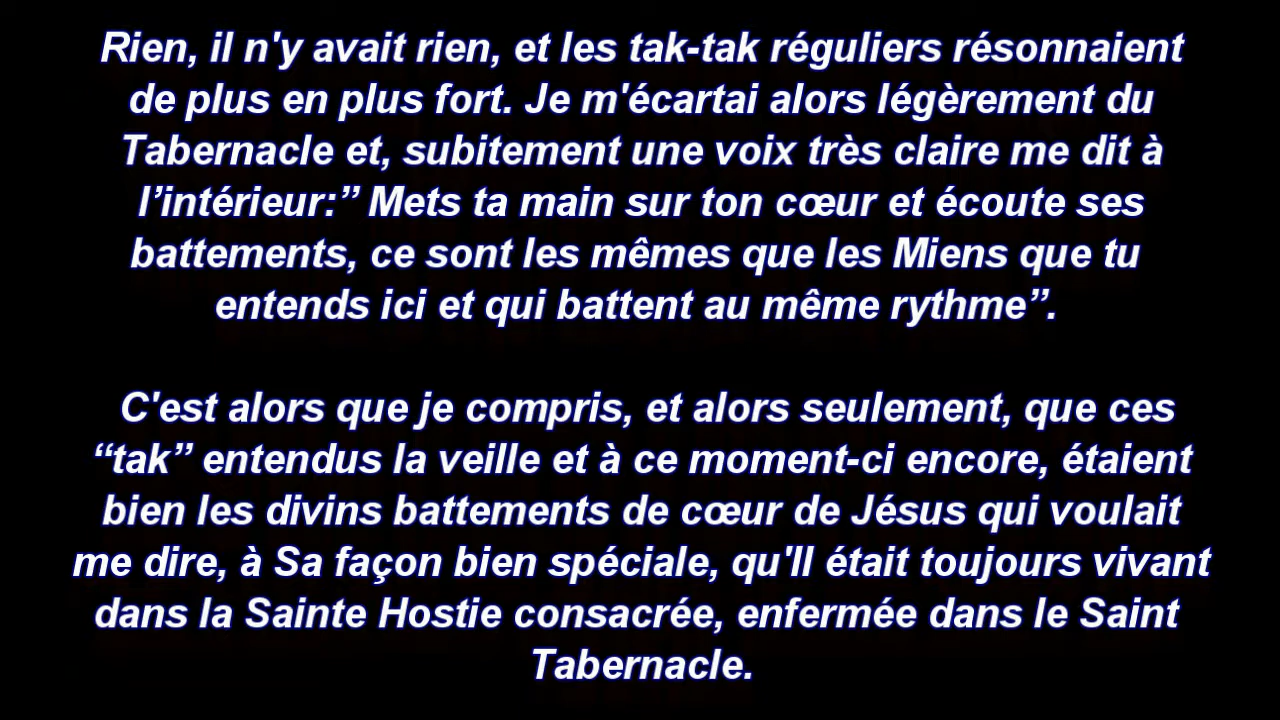 Rien, il n'y avait rien, et les tak-tak réguliers résonnaient
de plus en plus fort. Je m'écartai alors légèrement du
Tabernacle et, subitement une voix très claire me dit à
l’intérieur:” Mets ta main sur ton cœur et écoute ses
battements, ce sont les mêmes que les Miens que tu
entends ici et qui battent au même rythme”.
C'est alors que je compris, et alors seulement, que ces
“tak” entendus la veille et à ce moment-ci encore, étaient
bien les divins battements de cœur de Jésus qui voulait
me dire, à Sa façon bien spéciale, qu'Il était toujours vivant
dans la Sainte Hostie consacrée, enfermée dans le Saint
Tabernacle.